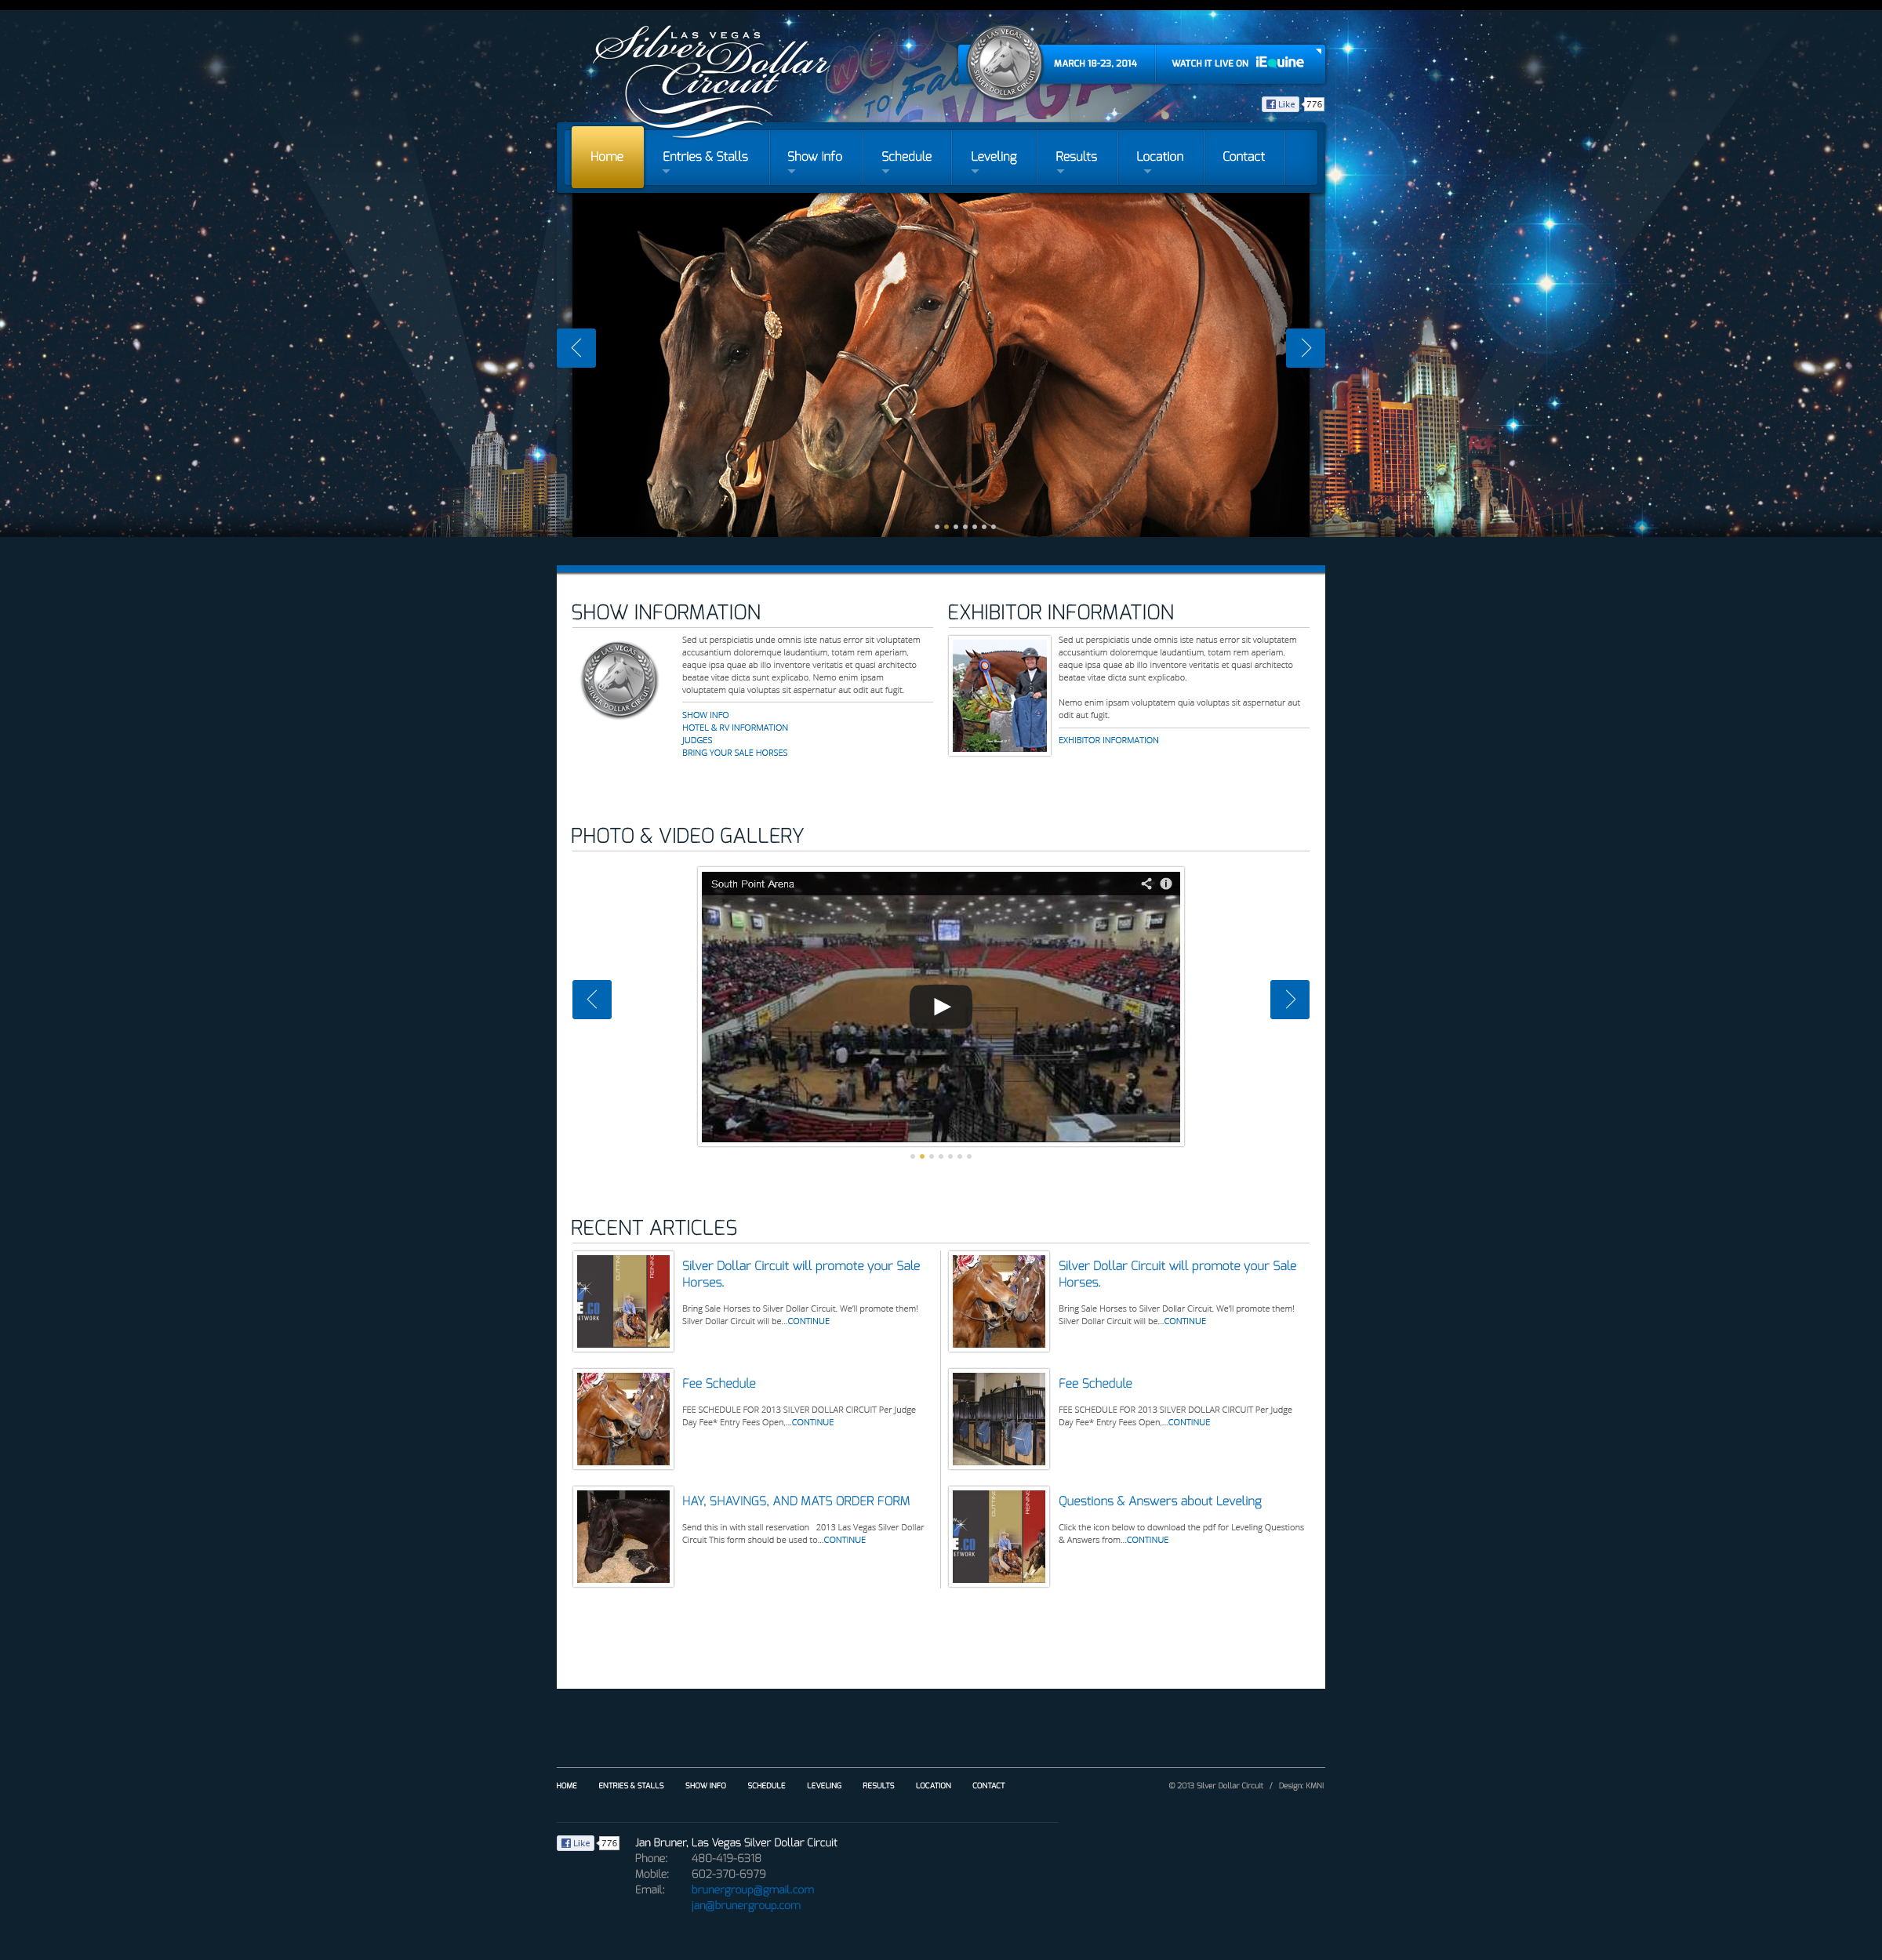 LAS VEGAS
Silver Dollar
Circuit
WELCOME
TO Fabulous
VEGAS
LAS VEGAS
SILVER DOLLAR CIRCUIT
MARCH 18-23, 2014
WATCH IT LIVE ON iEquine
Like 776
Home
Entries & Stalls
Show Info
Schedule
Leveling
Results
Location
Contact
SHOW INFORMATION
LAS VEGAS
SILVER DOLLAR CIRCUIT
Sed ut perspiciatis unde omnis iste natus error sit voluptatem
accusantium doloremque laudantium, totam rem aperiam,
eaque ipsa quae ab illo inventore veritatis et quasi architecto
beatae vitae dicta sunt explicabo. Nemo enim ipsam
voluptatem quia voluptas sit aspernatur aut odit aut fugit.
SHOW INFO
HOTEL & RV INFORMATION
JUDGES
BRING YOUR SALE HORSES
EXHIBITOR INFORMATION
Sed ut perspiciatis unde omnis iste natus error sit voluptatem
accusantium doloremque laudantium, totam rem aperiam,
eaque ipsa quae ab illo inventore veritatis et quasi architecto
beatae vitae dicta sunt explicabo.
Nemo enim ipsam voluptatem quia voluptas sit aspernatur aut
odit aut fugit.
EXHIBITOR INFORMATION
PHOTO & VIDEO GALLERY
South Point Arena
RECENT ARTICLES
E.CO
NETWORK
CUTTING
REINING
Silver Dollar Circuit will promote your Sale
Horses.
Bring Sale Horses to Silver Dollar Circuit. We'll promote them!
Silver Dollar Circuit will be...CONTINUE
Silver Dollar Circuit will promote your Sale
Horses.
Bring Sale Horses to Silver Dollar Circuit. We'll promote them!
Silver Dollar Circuit will be...CONTINUE
Fee Schedule
FEE SCHEDULE FOR 2013 SILVER DOLLAR CIRCUIT Per Judge
Day Fee* Entry Fees Open,...CONTINUE
Fee Schedule
FEE SCHEDULE FOR 2013 SILVER DOLLAR CIRCUIT Per Judge
Day Fee* Entry Fees Open,...CONTINUE
HAY, SHAVINGS, AND MATS ORDER FORM
Send this in with stall reservation 2013 Las Vegas Silver Dollar
Circuit This form should be used to...CONTINUE
E.CO
ETWORK
CUTTING
REINING
Questions & Answers about Leveling
Click the icon below to download the pdf for Leveling Questions
& Answers from...CONTINUE
HOME
ENTRIES & STALLS
SHOW INFO
SCHEDULE
LEVELING
RESULTS
LOCATION
CONTACT
© 2013 Silver Dollar Circuit / Design: KMNI
Like 776
Jan Bruner, Las Vegas Silver Dollar Circuit
Phone: 480-419-6318
Mobile: 602-370-6979
Email: brunergroup@gmail.com
jan@brunergroup.com